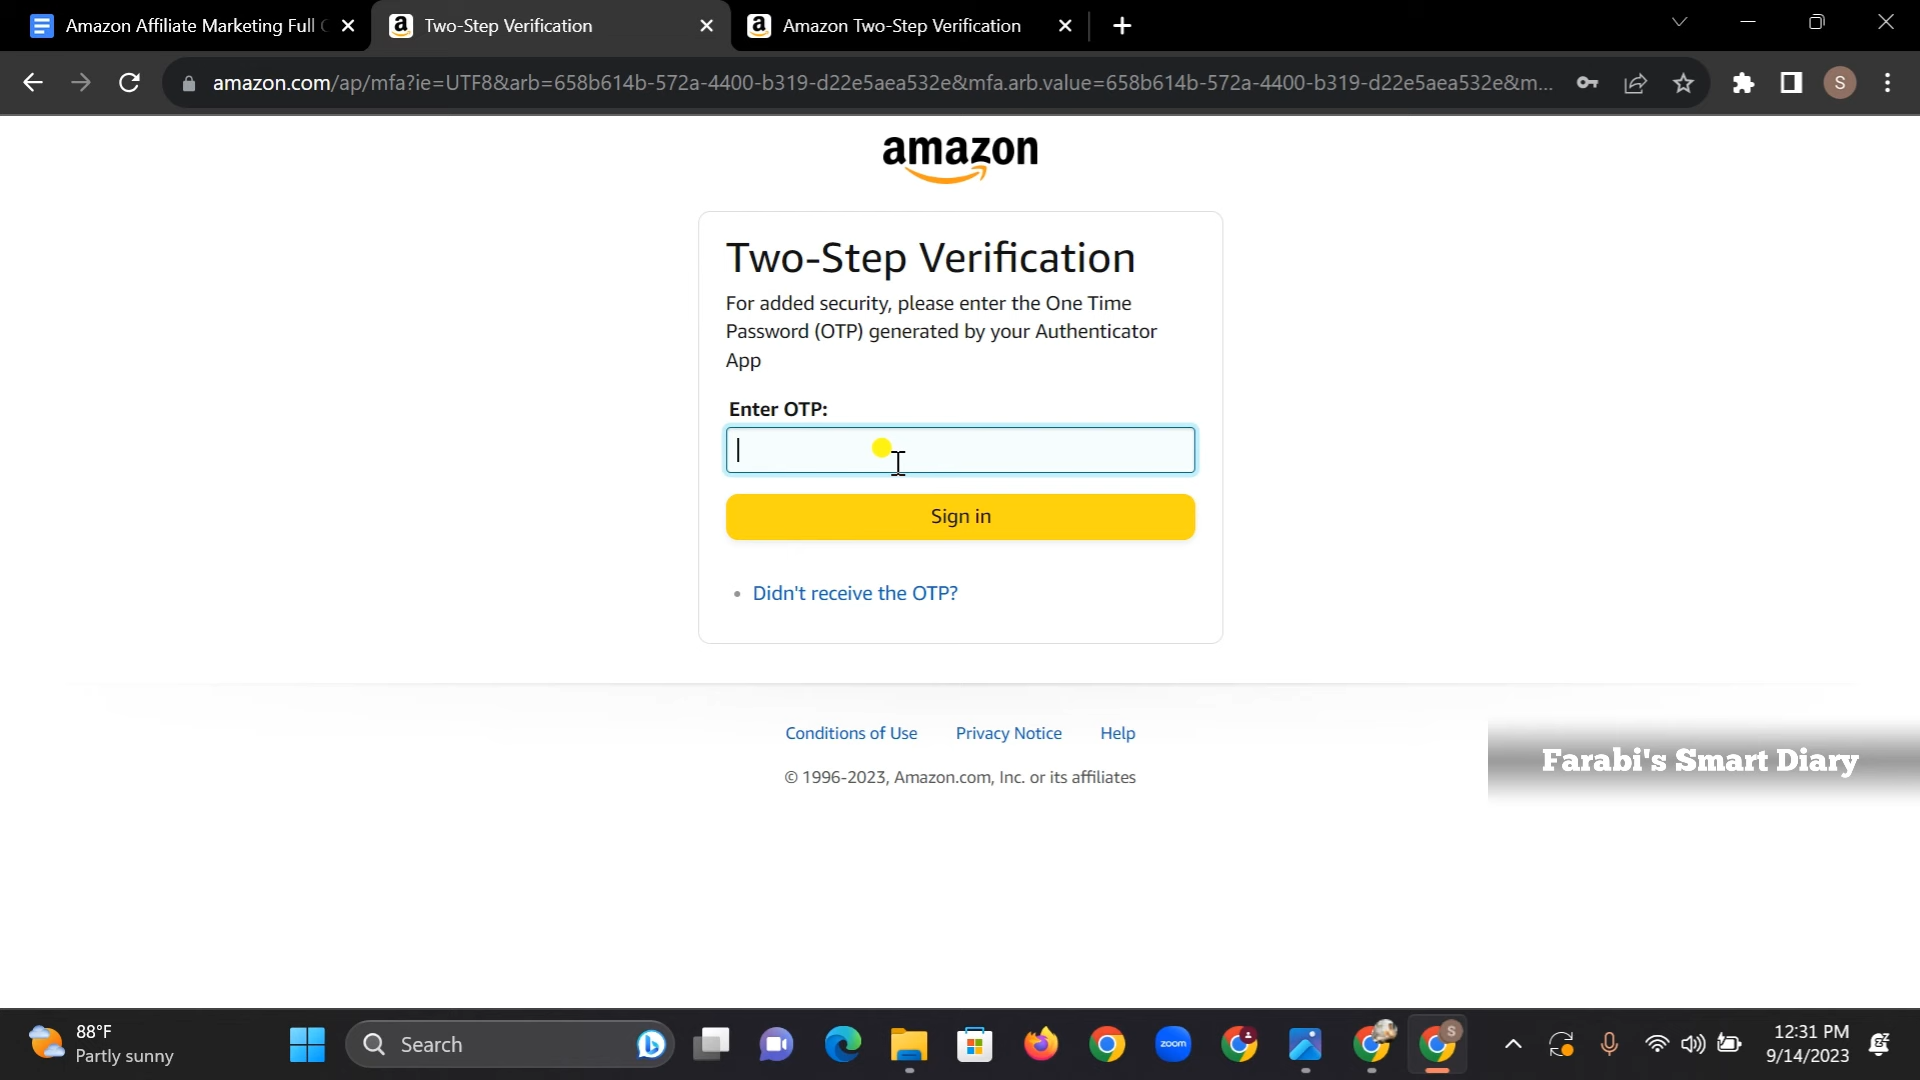 Amazon Affiliate Marketing Full
Two-Step Verification
Amazon Two-Step Verification
amazon.com/ap/mfa?ie=UTF8&arb=658b614b-572a-4400-b319-d22e5aea532e&mfa.arb.value=658b614b-572a-4400-b319-d22e5aea532e&m...
S
amazon
Two-Step Verification
For added security, please enter the One Time
Password (OTP) generated by your Authenticator
App
Enter OTP:
Sign in
Didn't receive the OTP?
Conditions of Use
Privacy Notice
Help
© 1996-2023, Amazon.com, Inc. or its affiliates
Farabi's Smart Diary
88°F
Partly sunny
Search
zoom
S
12:31 PM
9/14/2023